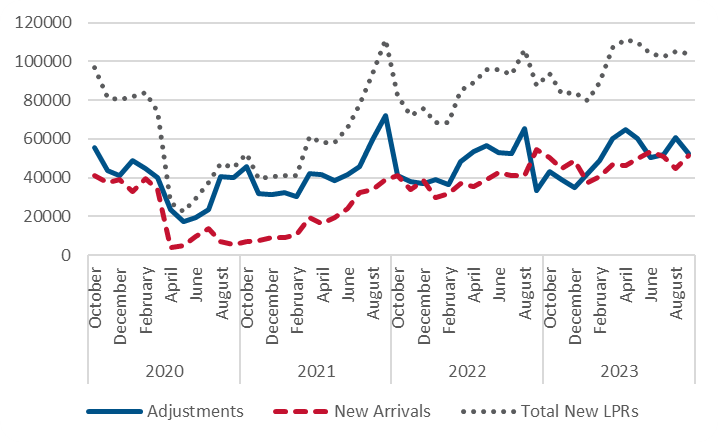 120000
100000
80000
60000
40000
20000
0
October
December
February
April
June
August
October
December
February
April
June
August
October
December
February
April
June
August
October
December
February
April
June
August
2020
2021
2022
2023
Adjustments
New Arrivals
Total New LPRs